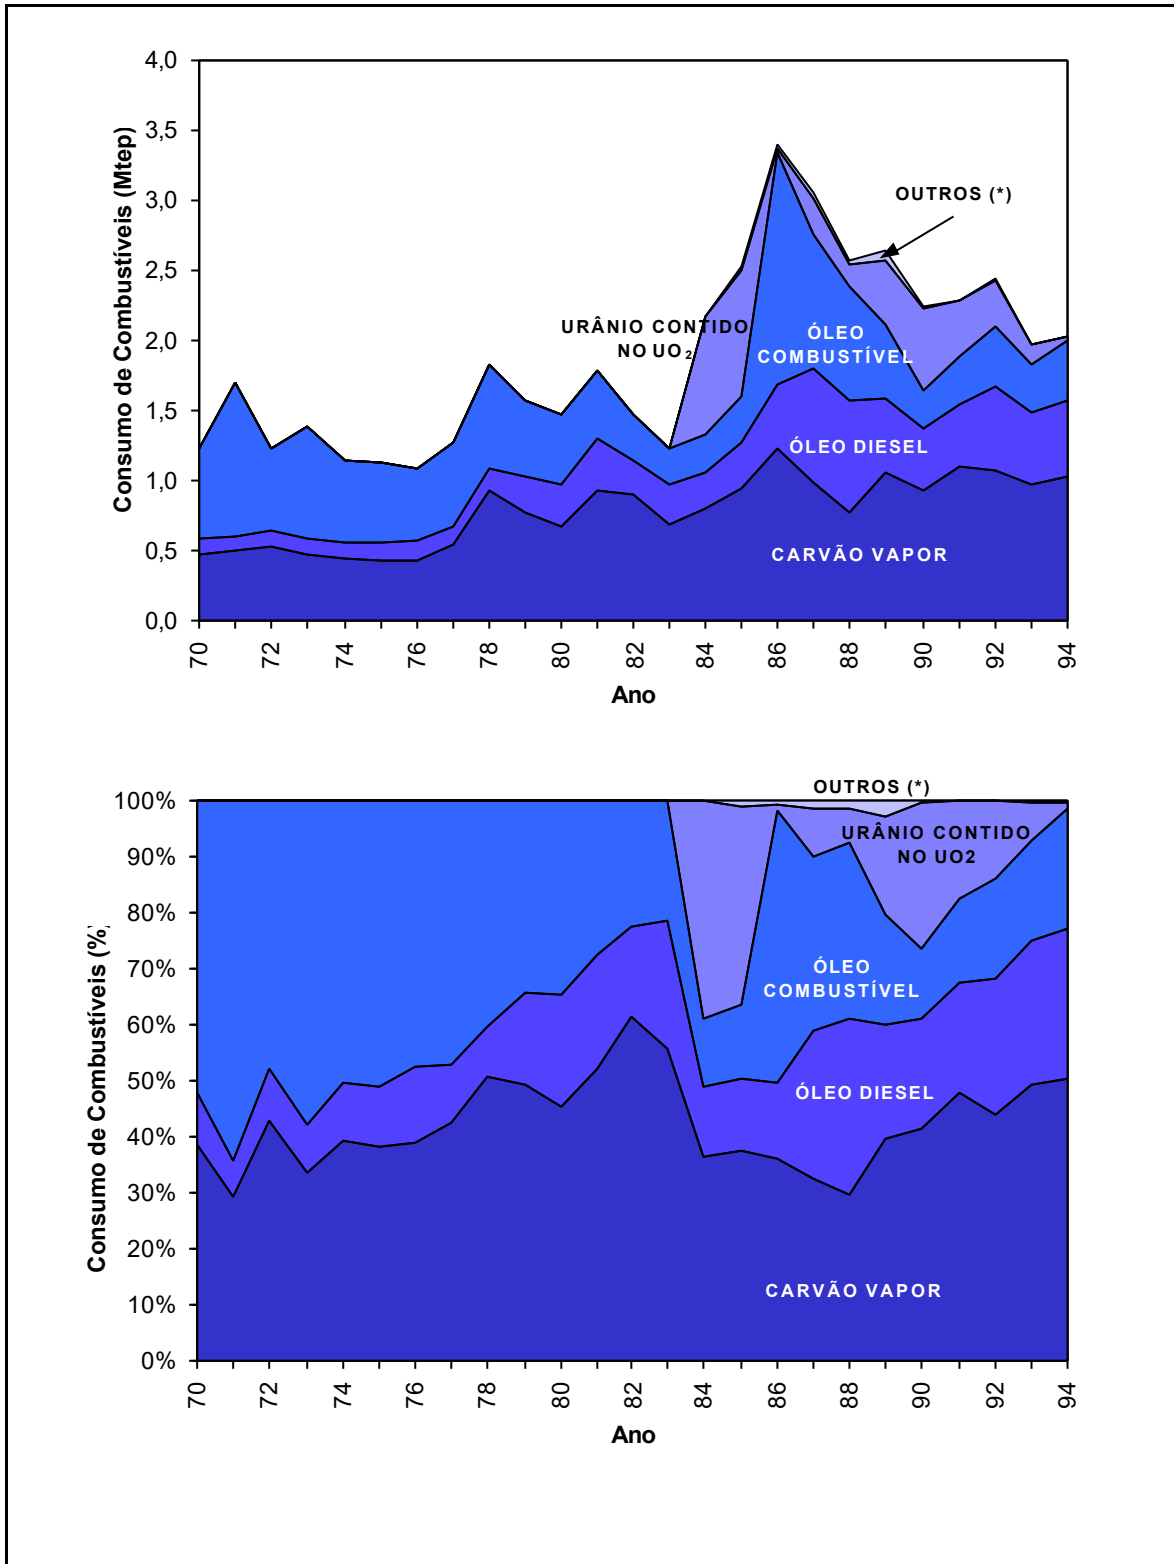 Consumo de Combustíveis (Mtep)
4,0
3,5
3,0
2,5
2,0
1,5
1,0
0,5
0,0
OUTROS (*)
URÂNIO CONTIDO
NO UO₂
ÓLEO
COMBUSTÍVEL
ÓLEO DIESEL
CARVÃO VAPOR
70 72 74 76 78 80 82 84 86 88 90 92 94
Ano
Consumo de Combustíveis (%)
100%
90%
80%
70%
60%
50%
40%
30%
20%
10%
0%
OUTROS (*)
URÂNIO CONTIDO
NO UO2
ÓLEO
COMBUSTÍVEL
ÓLEO DIESEL
CARVÃO VAPOR
70 72 74 76 78 80 82 84 86 88 90 92 94
Ano